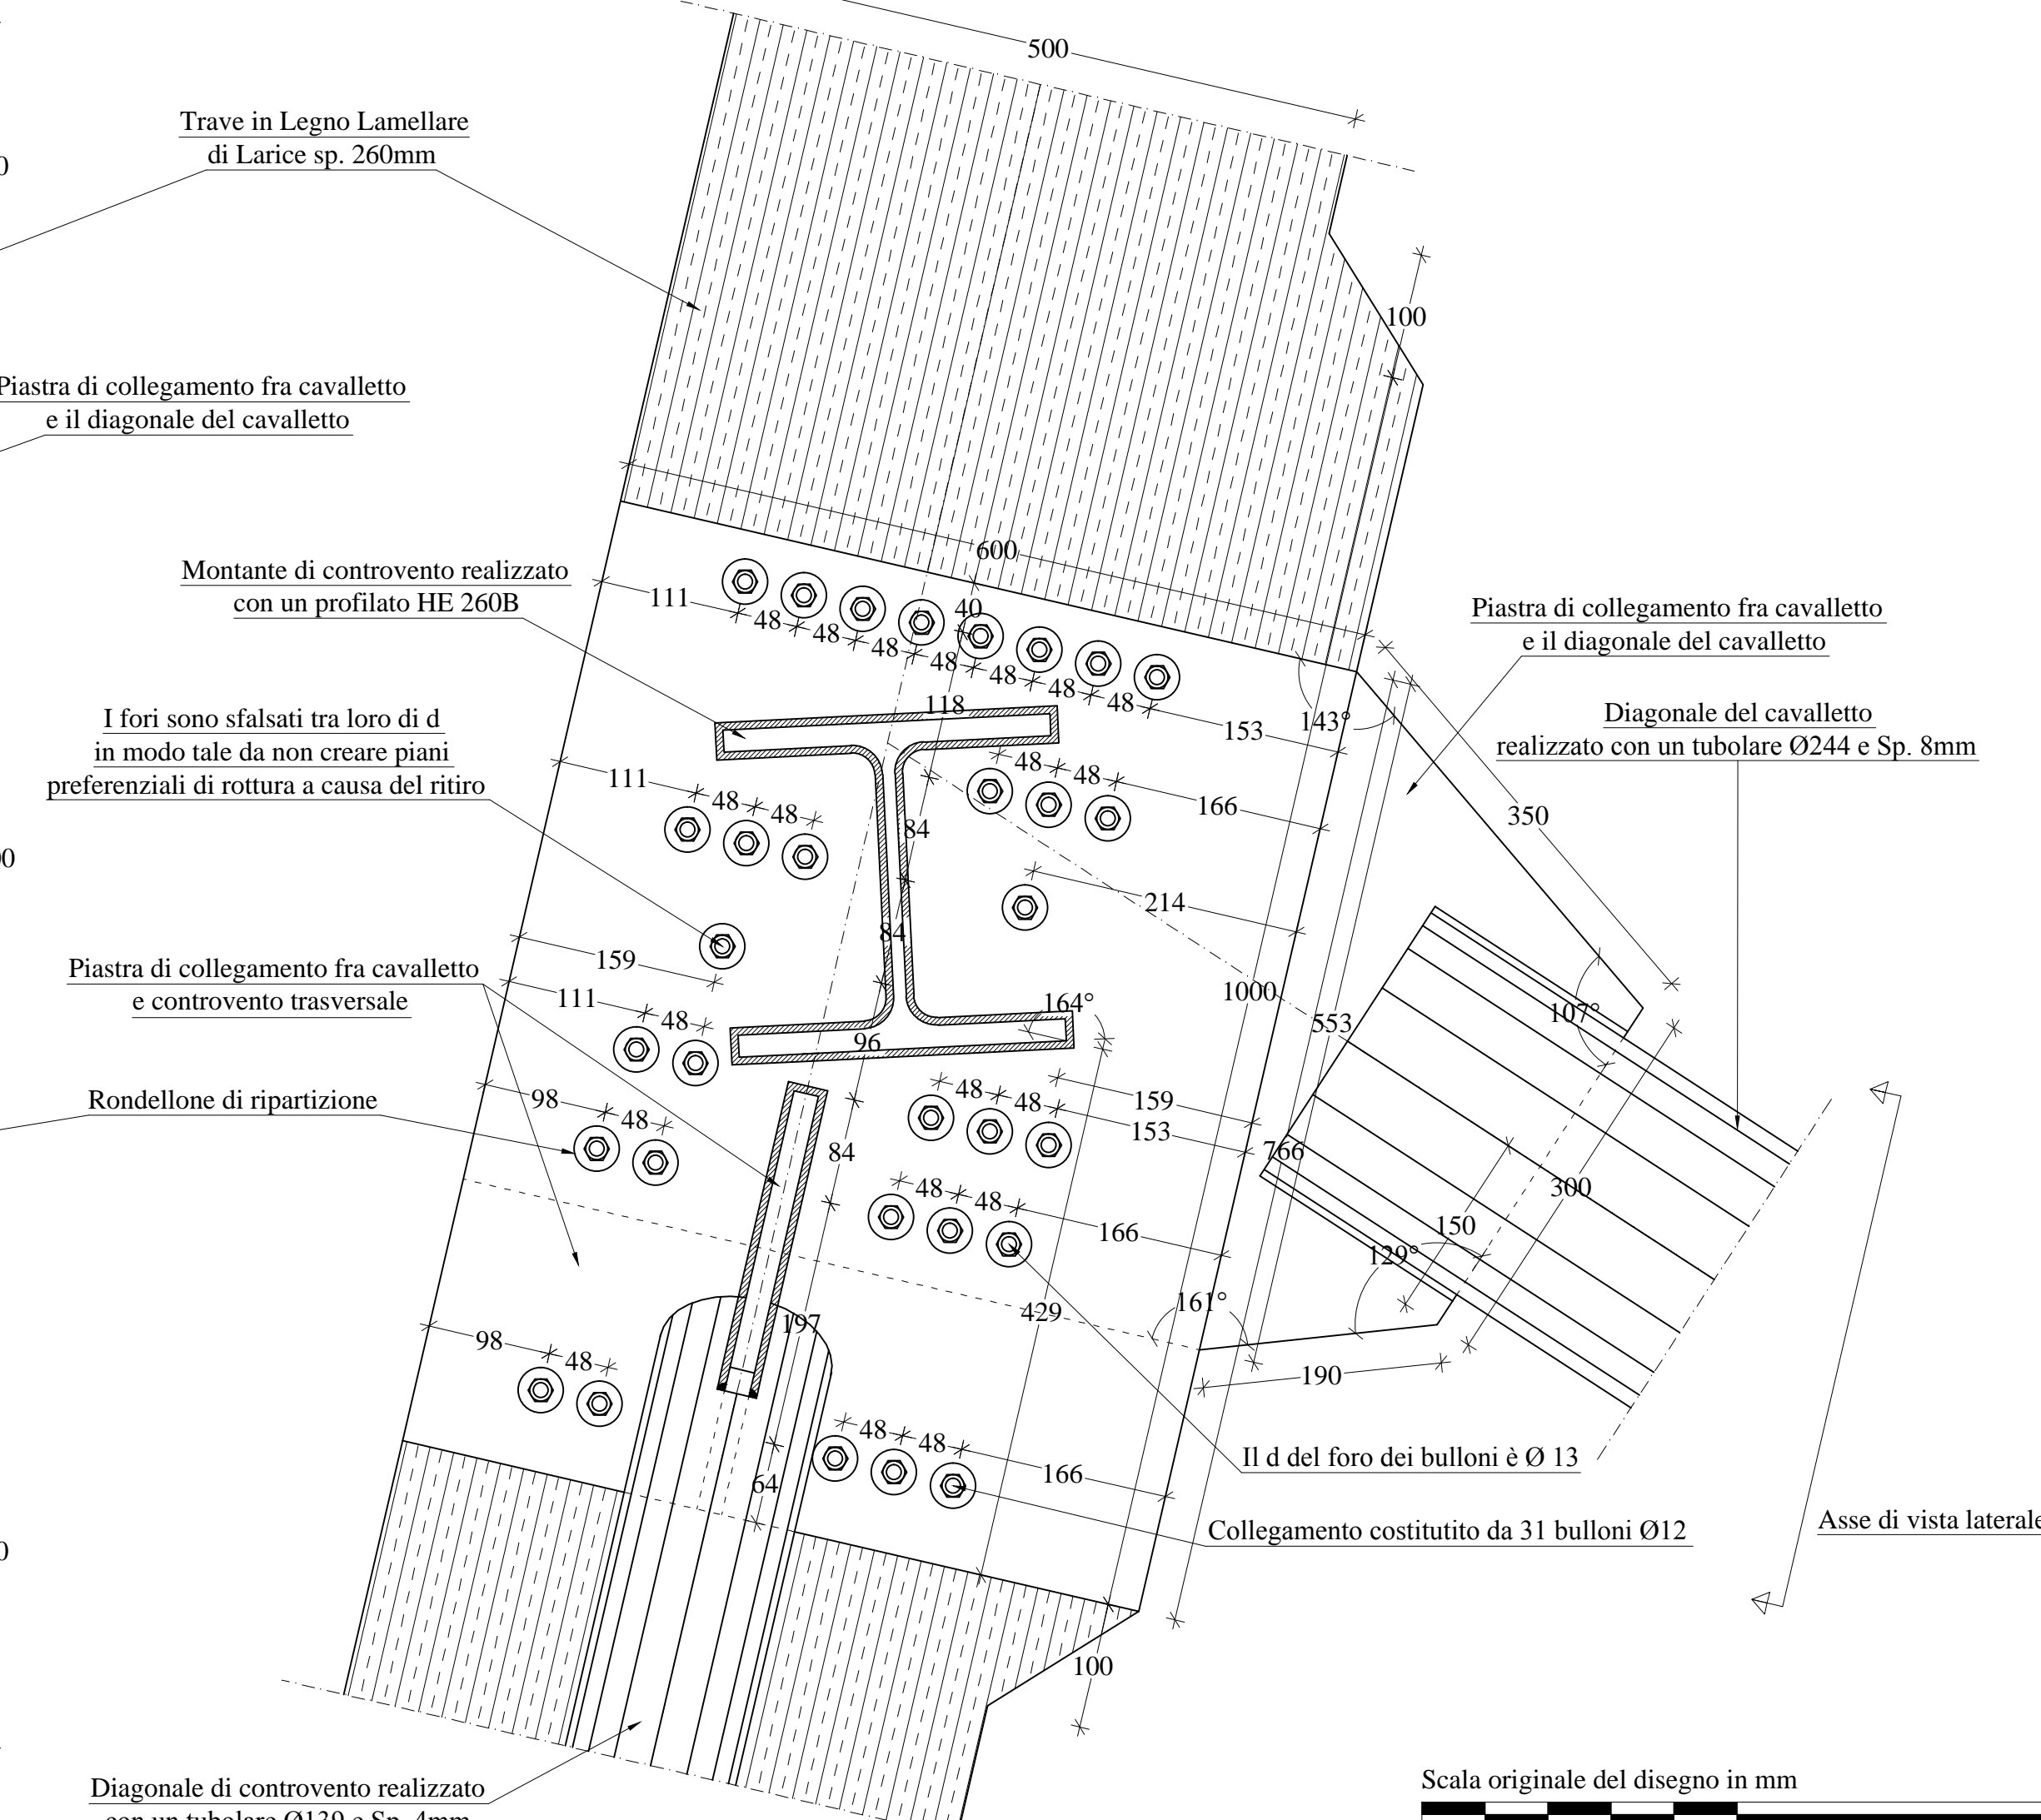 500
Trave in Legno Lamellare
di Larice sp. 260mm
100
Piastra di collegamento fra cavalletto
e il diagonale del cavalletto
600
Montante di controvento realizzato
con un profilato HE 260B
111
40
48
48
48
48
48
48
48
153
118
143°
Piastra di collegamento fra cavalletto
e il diagonale del cavalletto
I fori sono sfalsati tra loro di d
in modo tale da non creare piani
preferenziali di rottura a causa del ritiro
Diagonale del cavalletto
realizzato con un tubolare Ø244 e Sp. 8mm
111
48
48
48
48
166
350
84
214
84
159
Piastra di collegamento fra cavalletto
e controvento trasversale
111
48
1000
553
164°
107°
96
Rondellone di ripartizione
98
48
48
48
159
153
84
766
300
48
48
166
150
129°
161°
429
197
98
48
190
48
48
166
64
Il d del foro dei bulloni è Ø 13
Collegamento costitutito da 31 bulloni Ø12
Asse di vista laterale
100
Diagonale di controvento realizzato
con un tubolare Ø139 e Sp. 4mm
Scala originale del disegno in mm